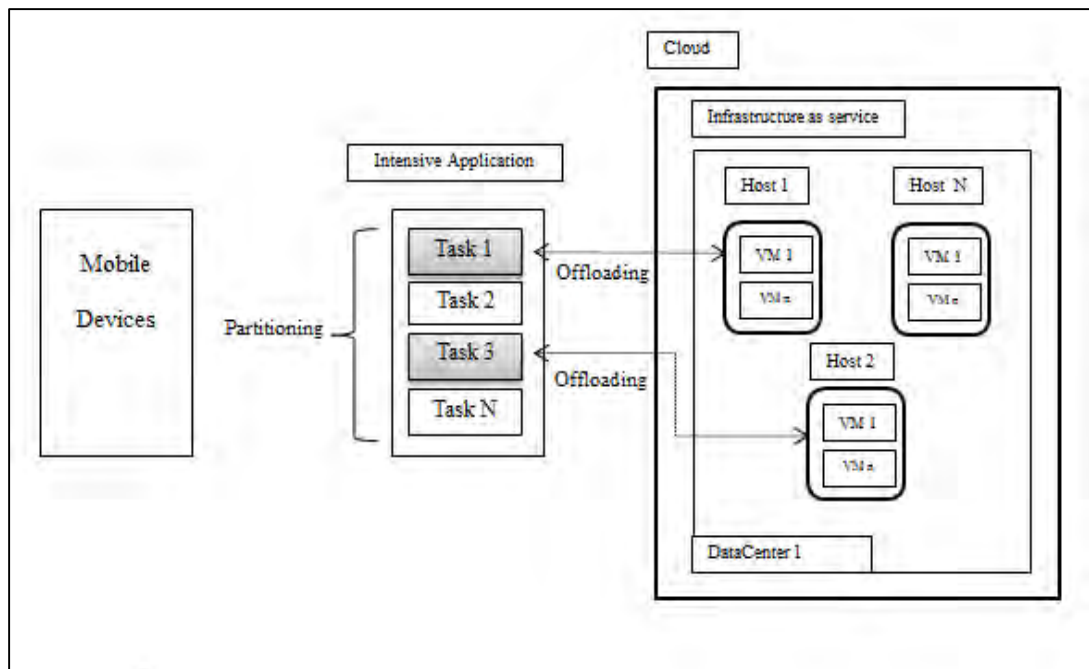 Cloud
Infrastructure as service
Intensive Application
Host 1
Host N
Mobile
Devices
Partitioning
Task 1
Task 2
Task 3
Task N
Offloading
Offloading
VM 1
VM n
VM 1
VM n
Host 2
VM 1
VM n
DataCenter 1